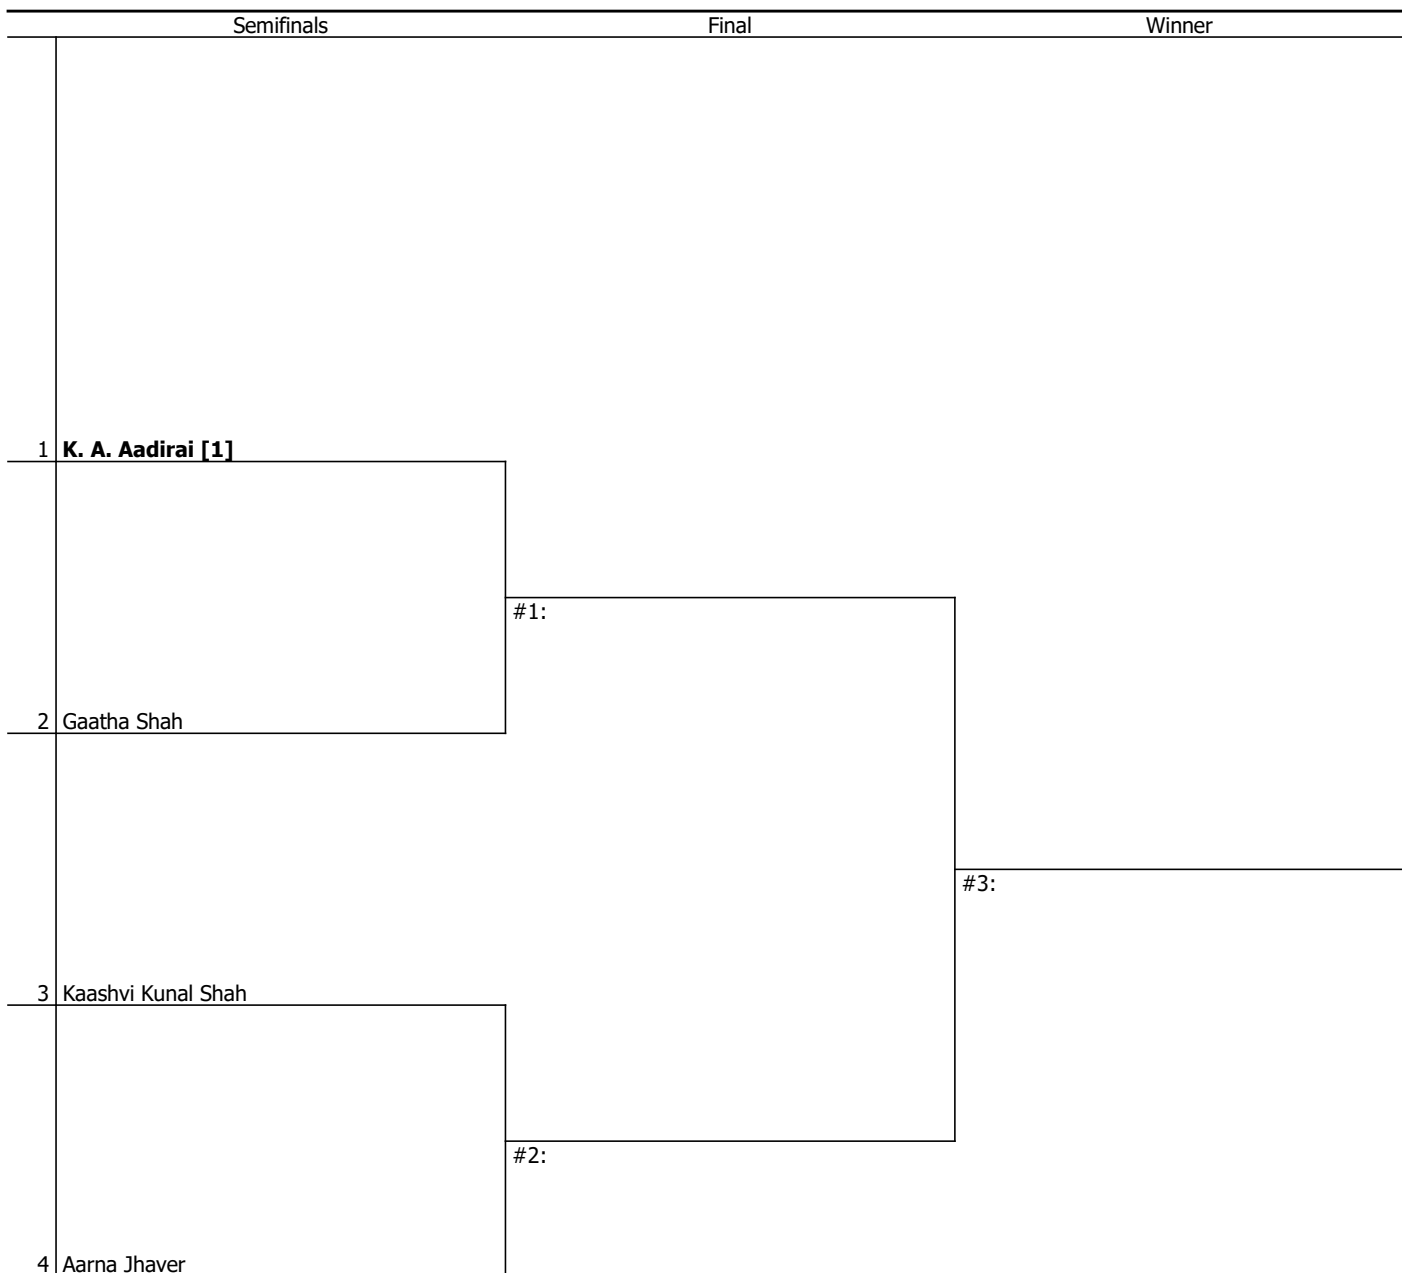 Semifinals Final Winner
1 K. A. Aadirai [1]
#1:
2 Gaatha Shah
#3:
3 Kaashvi Kunal Shah
#2:
4 Aarna Jhaver